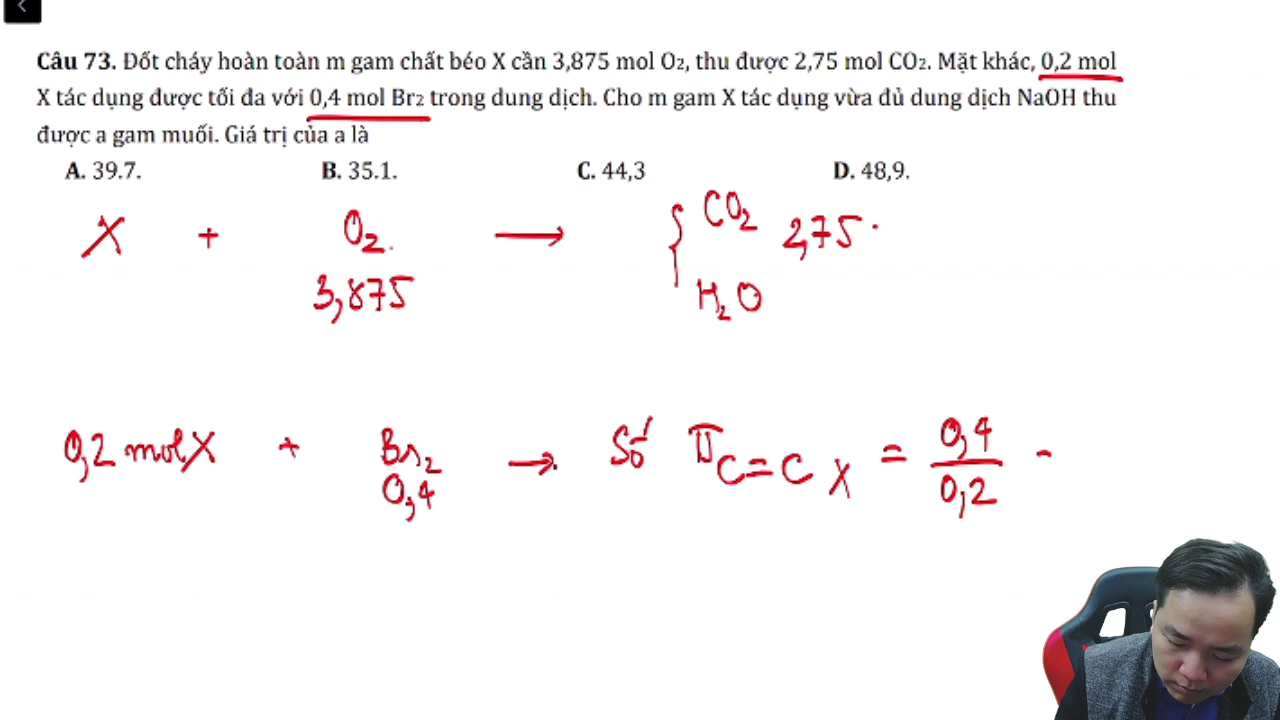 Câu 73. Đốt cháy hoàn toàn m gam chất béo X cần 3,875 mol O₂, thu được 2,75 mol CO₂. Mặt khác, 0,2 mol
X tác dụng được tối đa với 0,4 mol Br₂ trong dung dịch. Cho m gam X tác dụng vừa đủ dung dịch NaOH thu
được a gam muối. Giá trị của a là
A. 39.7. B. 35.1. C. 44,3 D. 48,9.
X + O₂ → { CO₂ 2,75
3,875 H₂O
0,2 mol X + Br₂ → Số π C=C X = 0,4 / 0,2 =
0,4